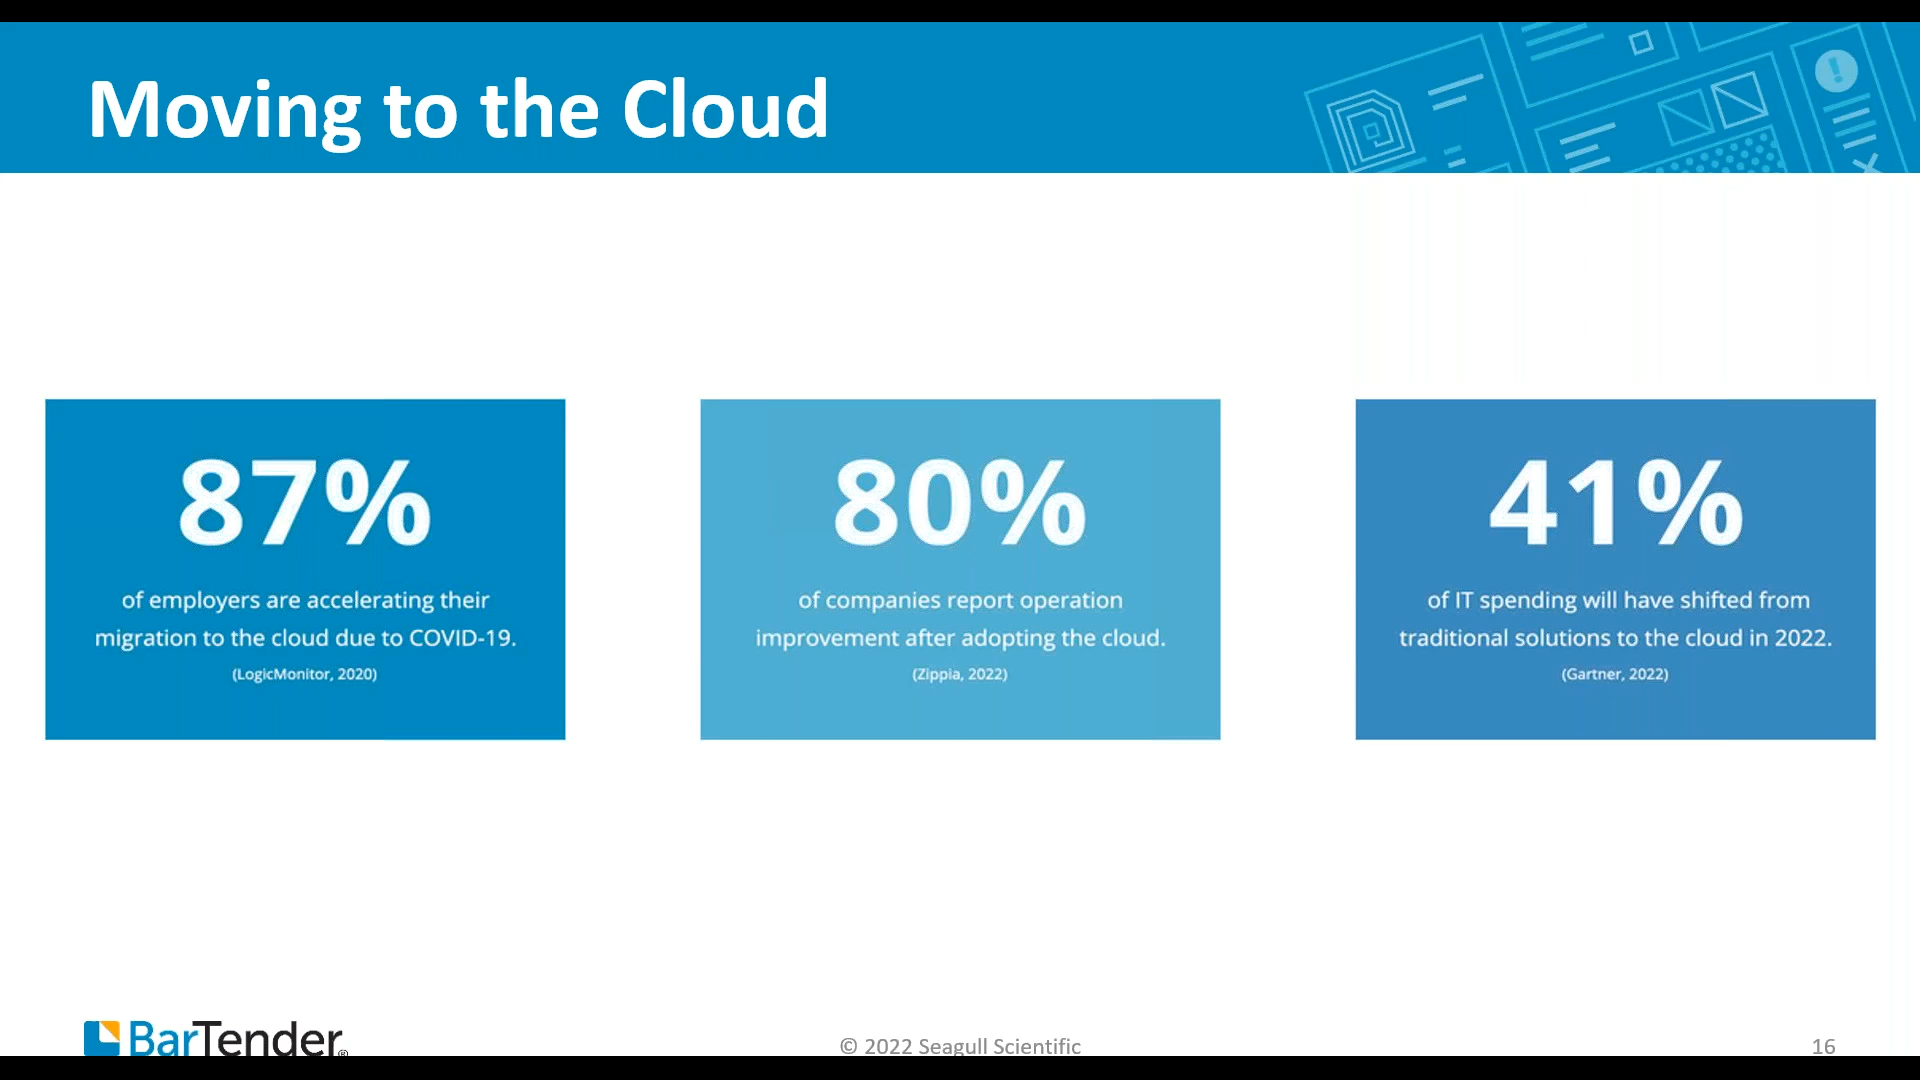 Moving to the Cloud
87%
of employers are accelerating their
migration to the cloud due to COVID-19.
(LogicMonitor, 2020)
80%
of companies report operation
improvement after adopting the cloud.
(Zippia, 2022)
41%
of IT spending will have shifted from
traditional solutions to the cloud in 2022.
(Gartner, 2022)
BarTender®
© 2022 Seagull Scientific
16